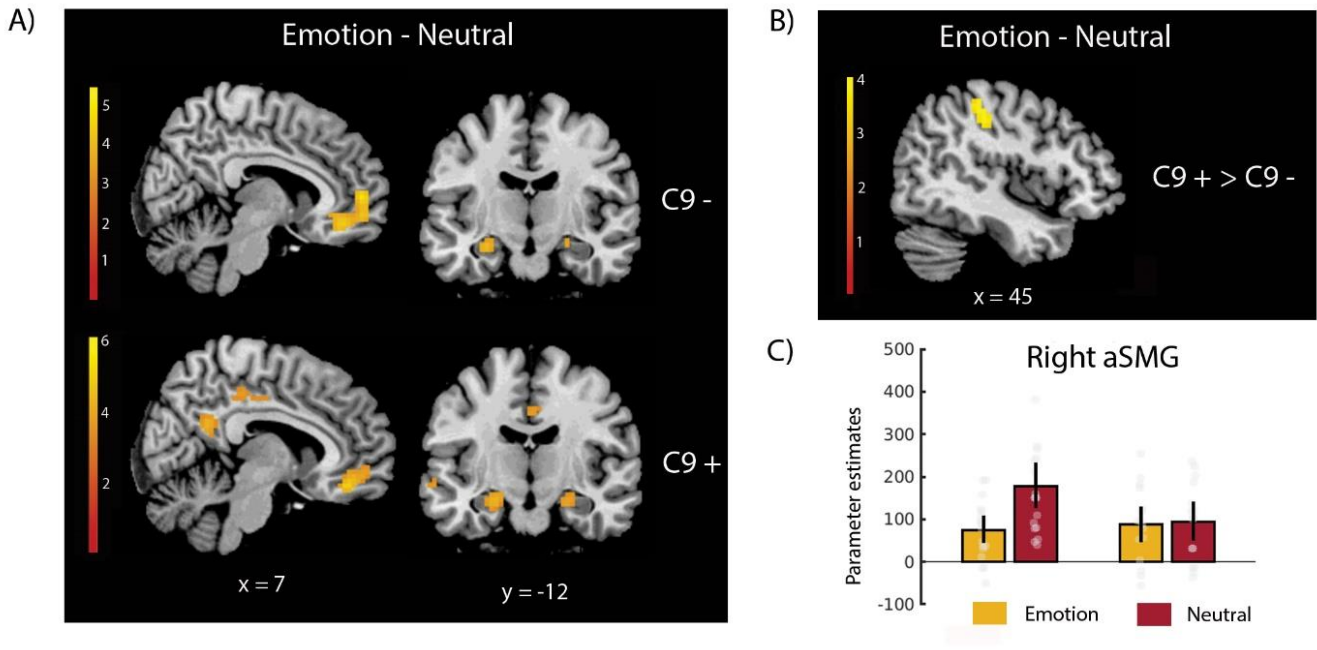 A)
Emotion - Neutral
5
4
3
2
1
C9 -
6
4
2
C9 +
x = 7
y = -12
B)
Emotion - Neutral
4
3
2
1
C9 + > C9 -
x = 45
C)
Right aSMG
Parameter estimates
500
400
300
200
100
0
-100
Emotion
Neutral